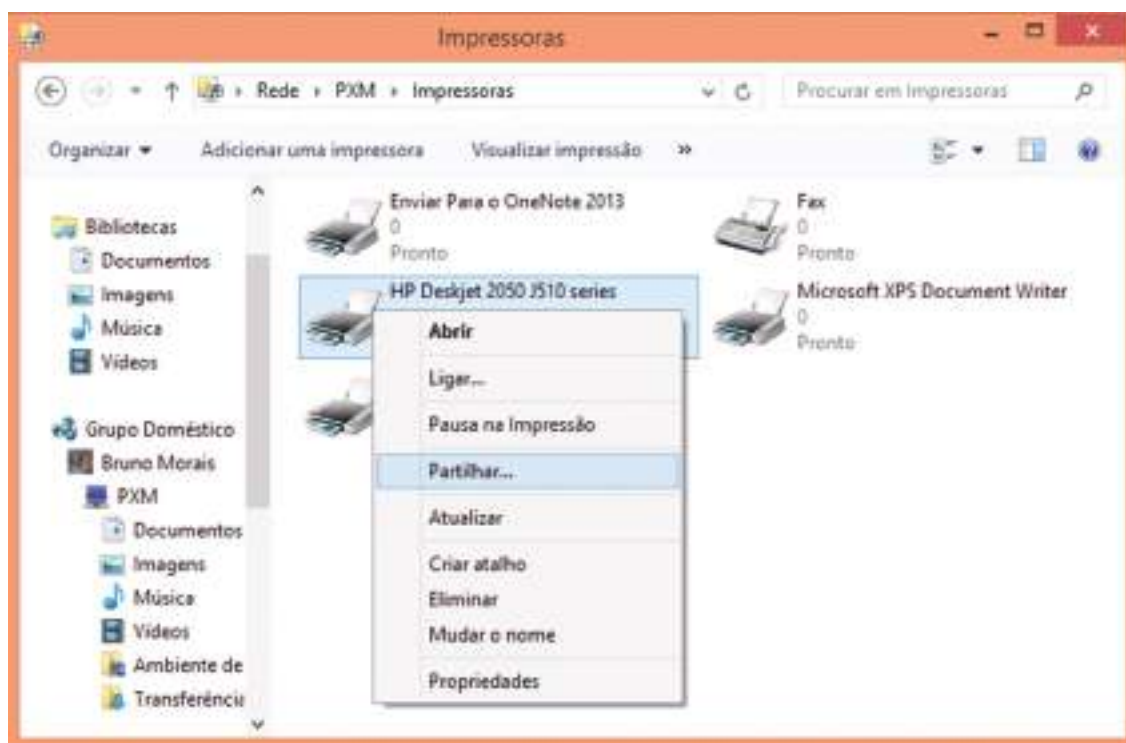 Impressoras
Rede PXM Impressoras
Procurar em Impressoras
Organizar Adicionar uma impressora Visualizar impressão »
Bibliotecas
Documentos
Imagens
Música
Vídeos
Grupo Doméstico
Bruno Morais
PXM
Documentos
Imagens
Música
Vídeos
Ambiente de
Transferência
Enviar Para o OneNote 2013
0
Pronto
Fax
0
Pronto
HP Deskjet 2050 J510 series
Microsoft XPS Document Writer
0
Pronto
Abrir
Ligar...
Pausa na Impressão
Partilhar...
Atualizar
Criar atalho
Eliminar
Mudar o nome
Propriedades